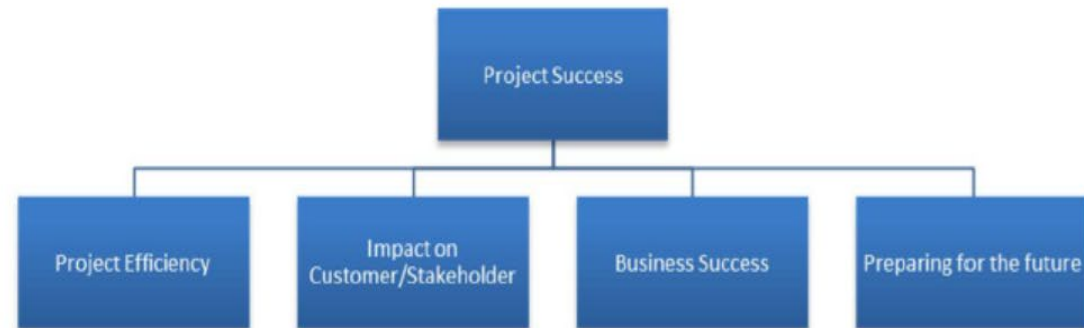 Project Success
Project Efficiency
Impact on
Customer/Stakeholder
Business Success
Preparing for the future